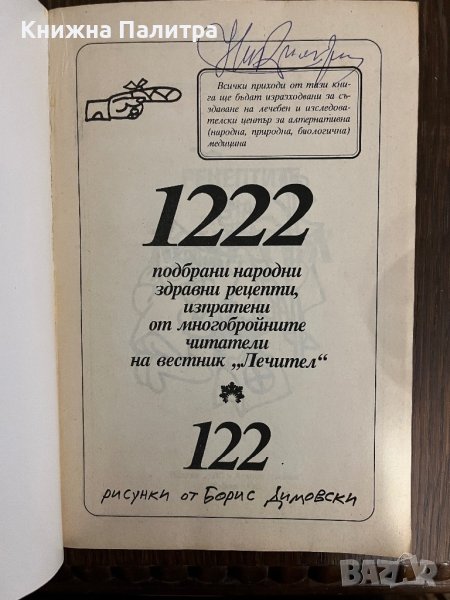 Книжна Палитра
Всички приходи от тази кни-
га ще бъдат изразходвани за съ-
здаване на лечебен и изследова-
телски център за алтернативна
(народна, природна, биологична)
медицина
1222
подбрани народни
здравни рецепти,
изпратени
от многобройните
читатели
на вестник „Лечител“
122
рисунки от Борис Димовски
BAZAR